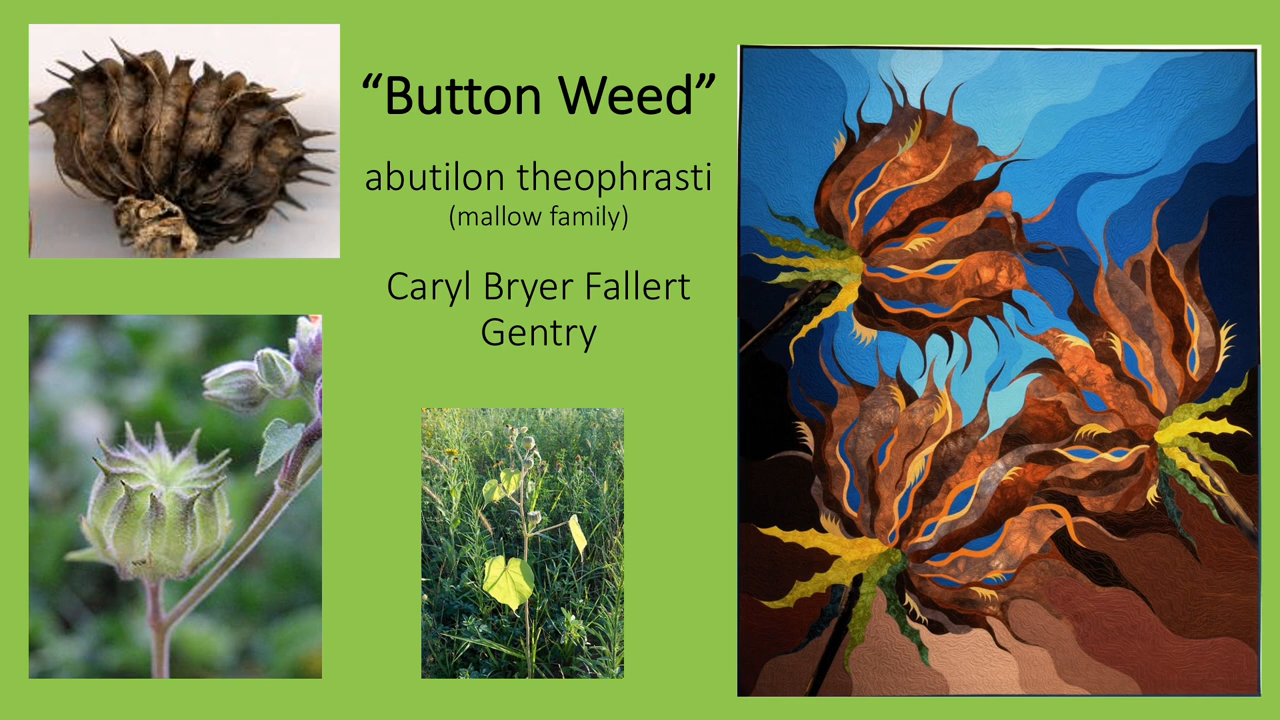 “Button Weed”
abutilon theophrasti
(mallow family)
Caryl Bryer Fallert
Gentry